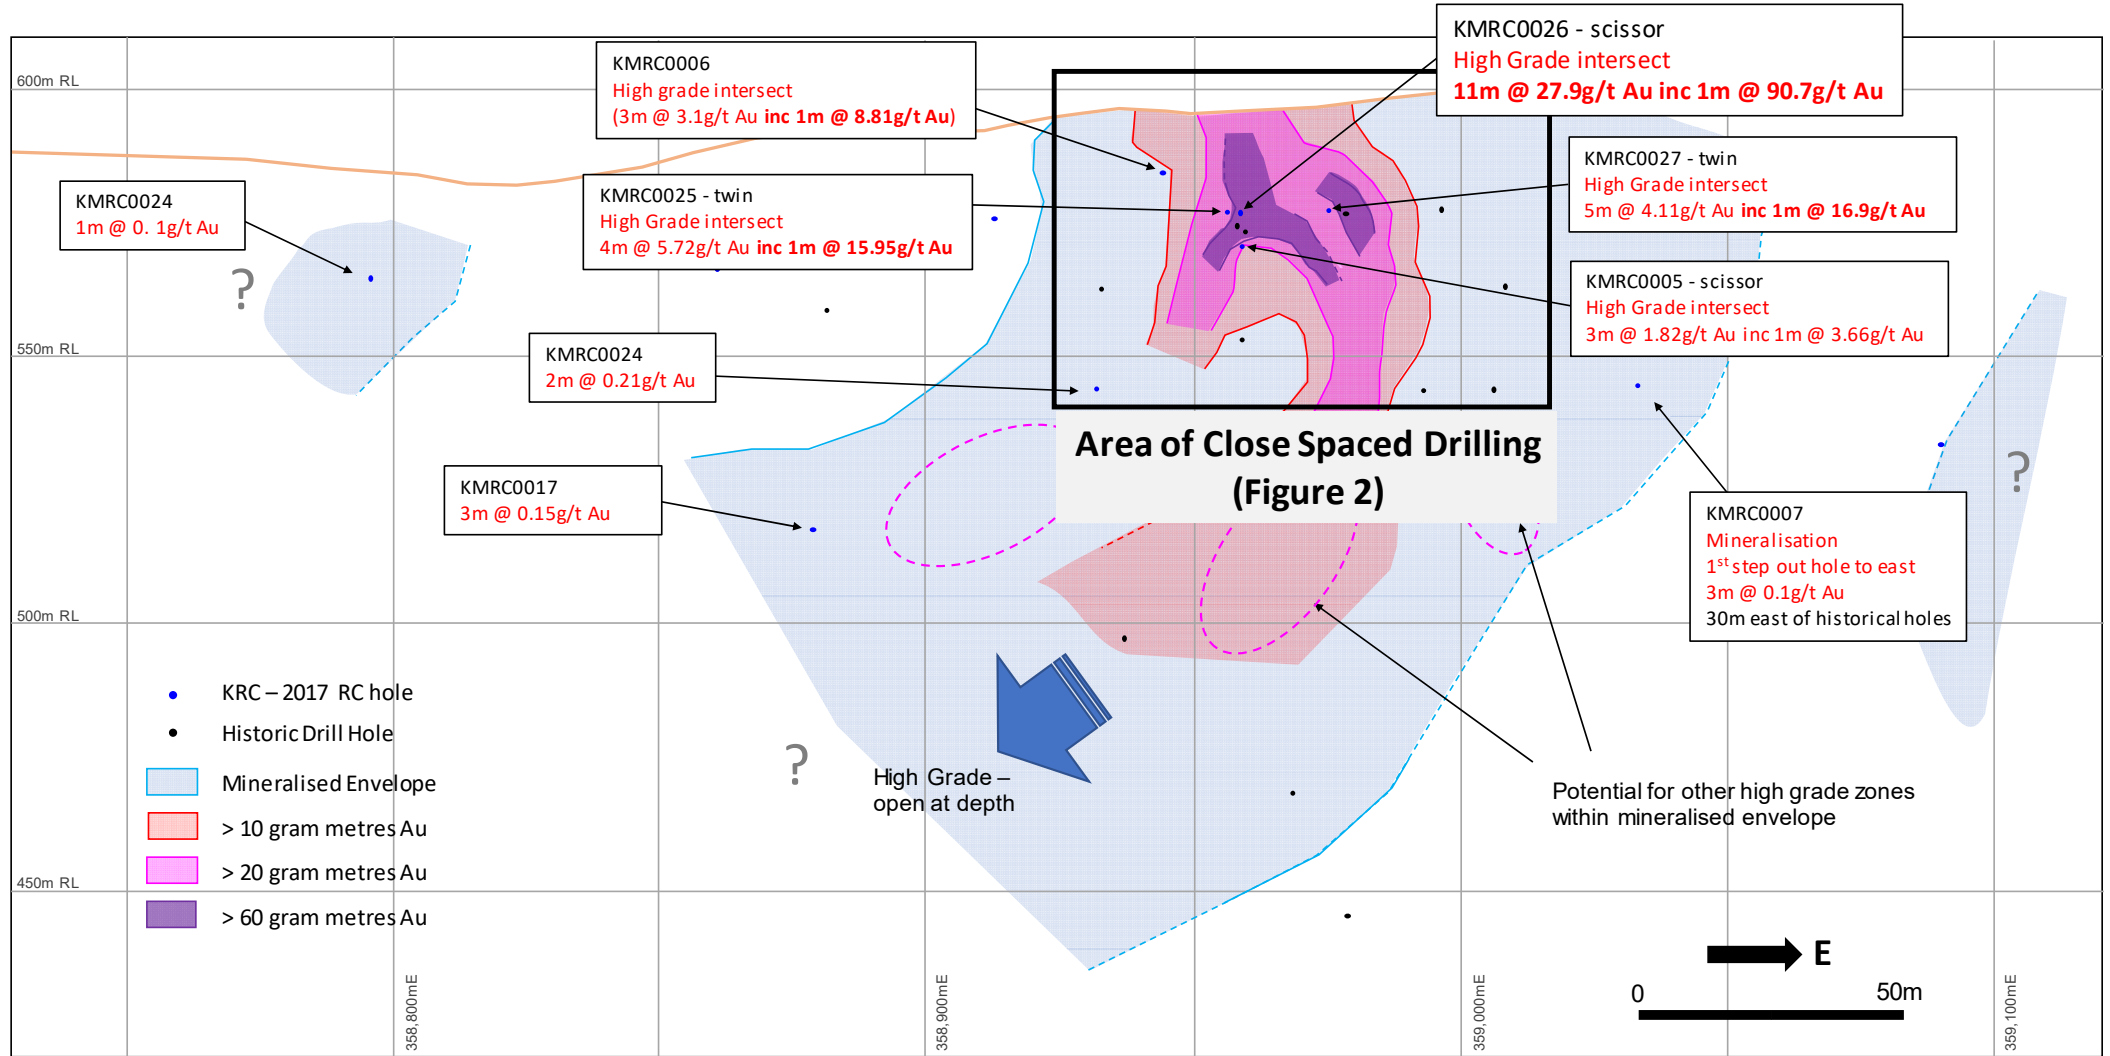 KMRC0026 - scissor
High Grade intersect
11m @ 27.9g/t Au inc 1m @ 90.7g/t Au
KMRC0006
High grade intersect
(3m @ 3.1g/t Au inc 1m @ 8.81g/t Au)
600m RL
KMRC0027 - twin
High Grade intersect
5m @ 4.11g/t Au inc 1m @ 16.9g/t Au
KMRC0025 - twin
High Grade intersect
4m @ 5.72g/t Au inc 1m @ 15.95g/t Au
KMRC0024
1m @ 0. 1g/t Au
?
KMRC0005 - scissor
High Grade intersect
3m @ 1.82g/t Au inc 1m @ 3.66g/t Au
550m RL
KMRC0024
2m @ 0.21g/t Au
Area of Close Spaced Drilling
(Figure 2)
?
KMRC0017
3m @ 0.15g/t Au
KMRC0007
Mineralisation
1st step out hole to east
3m @ 0.1g/t Au
30m east of historical holes
500m RL
KRC – 2017 RC hole
Historic Drill Hole
Mineralised Envelope
> 10 gram metres Au
> 20 gram metres Au
> 60 gram metres Au
?
High Grade –
open at depth
Potential for other high grade zones
within mineralised envelope
450m RL
E
0 50m
358,800mE
358,900mE
359,000mE
359,100mE